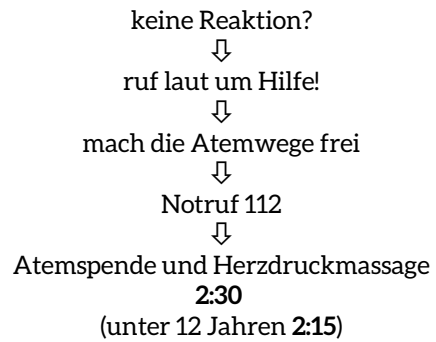 keine Reaktion?
⇩
ruf laut um Hilfe!
⇩
mach die Atemwege frei
⇩
Notruf 112
⇩
Atemspende und Herzdruckmassage
2:30
(unter 12 Jahren 2:15)